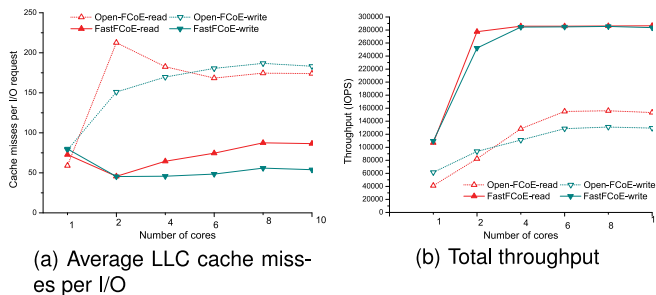 Open-FCoE-read Open-FCoE-write
FastFCoE-read FastFCoE-write
250
200
150
100
50
0
Cache misses per I/O request
1 2 4 6 8 10
Number of cores
(a) Average LLC cache miss-
es per I/O
300000
280000
260000
240000
220000
200000
180000
160000
140000
120000
100000
80000
60000
40000
20000
0
Throughput (IOPS)
Open-FCoE-read Open-FCoE-write
FastFCoE-read FastFCoE-write
1 2 4 6 8 1
Number of cores
(b) Total throughput